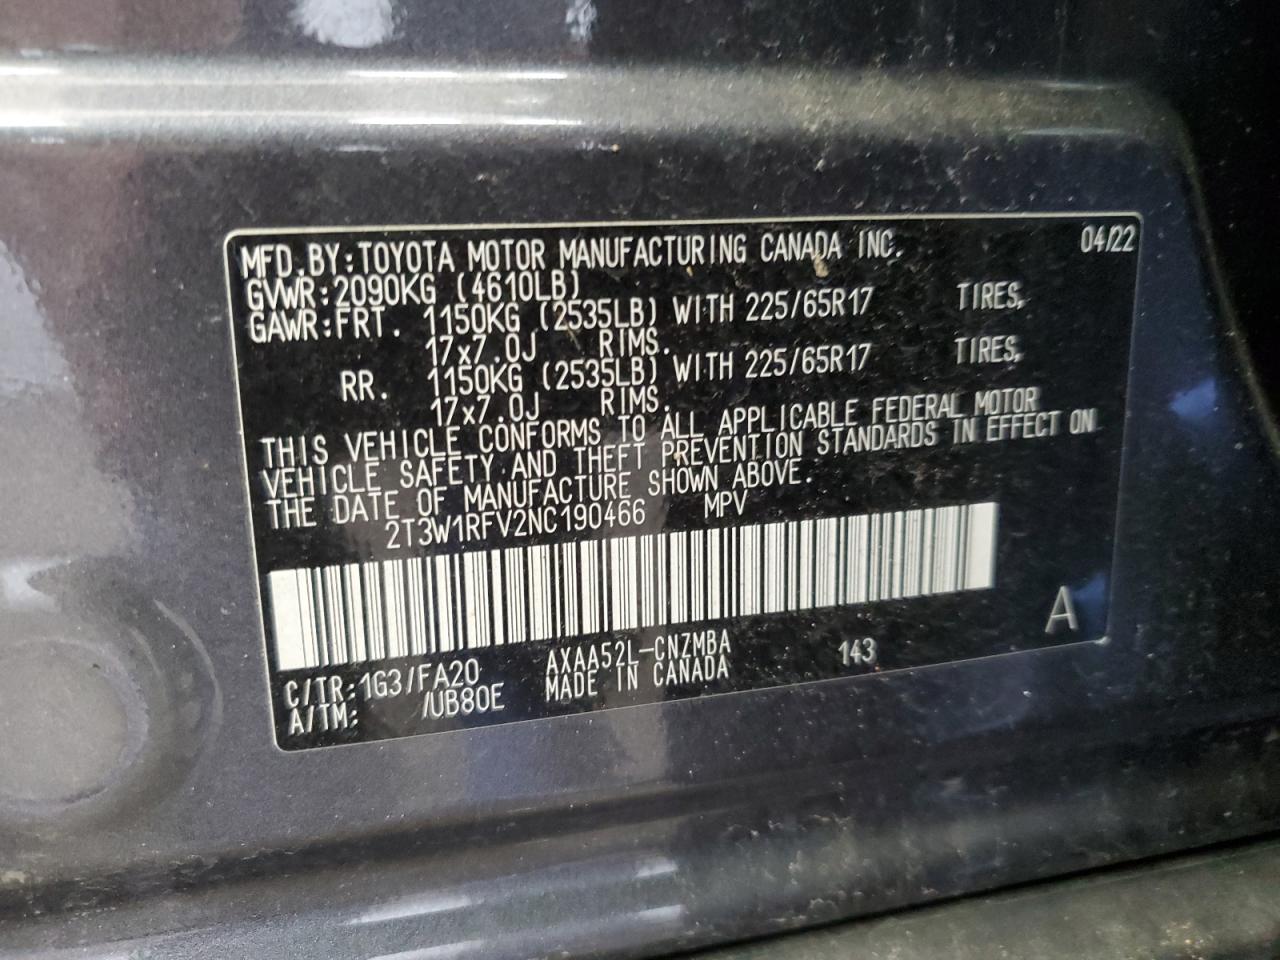 MFD.BY:TOYOTA MOTOR MANUFACTURING CANADA INC. 04/22
GVWR:2090KG (4610LB)
GAWR:FRT. 1150KG (2535LB) WITH 225/65R17 TIRES,
17x7.0J RIMS.
RR. 1150KG (2535LB) WITH 225/65R17 TIRES,
17x7.0J RIMS.
THIS VEHICLE CONFORMS TO ALL APPLICABLE FEDERAL MOTOR
VEHICLE SAFETY AND THEFT PREVENTION STANDARDS IN EFFECT ON
THE DATE OF MANUFACTURE SHOWN ABOVE.
2T3W1RFV2NC190466 MPV
A
C/TR:1G3/FA20 AXAA52L-CNZMBA 143
A/TM: /UB80E MADE IN CANADA